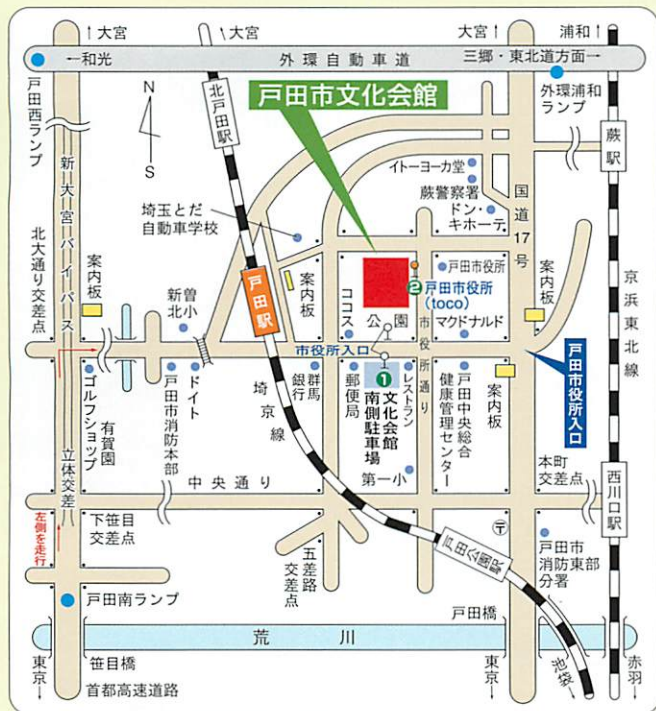 ↑大宮
↑大宮
大宮↑
浦和↑
←和光
外環自動車道
三郷・東北道方面→
戸田西ランプ
北戸田駅
N
S
戸田市文化会館
外環浦和
ランプ
蕨駅
イトーヨーカ堂
蕨警察署
ドン・
キホーテ
国道17号
新大宮バイパス
埼玉とだ
自動車学校
北大通り交差点
案内板
新曽
北小
戸田駅
案内板
ココス
公園
戸田市役所
②戸田市役所
(toco)
市役所通り
マクドナルド
案内板
京浜東北線
市役所入口
戸田市役所入口
ゴルフショップ
有賀園
戸田市消防本部
ドイト
埼京線
群馬
銀行
郵便局
①
文化会館
南側駐車場
レストラン
戸田中央総合
健康管理センター
案内板
立体交差
中央通り
第一小
本町
交差点
西川口駅
左側を走行
下笹目
交差点
五差路
交差点
〒
戸田公園駅
戸田市
消防東部
分署
戸田南ランプ
戸田橋
荒川
東京↓
笹目橋
首都高速道路
東京↓
池袋↓
赤羽↓